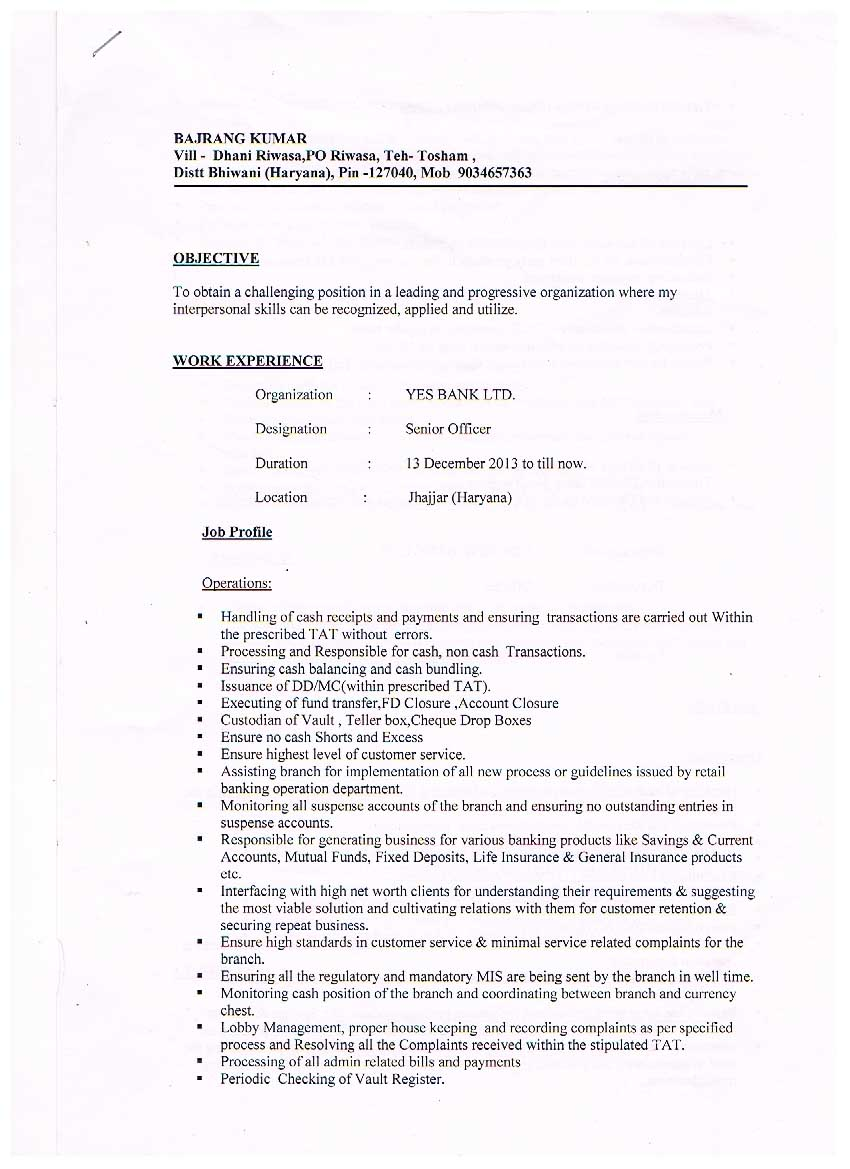 BAJRANG KUMAR
Vill - Dhani Riwasa,PO Riwasa, Teh- Tosham ,
Distt Bhiwani (Haryana), Pin -127040, Mob 9034657363
OBJECTIVE
To obtain a challenging position in a leading and progressive organization where my
interpersonal skills can be recognized, applied and utilize.
WORK EXPERIENCE
Organization : YES BANK LTD.
Designation : Senior Officer
Duration : 13 December 2013 to till now.
Location : Jhajjar (Haryana)
Job Profile
Operations:
▪ Handling of cash receipts and payments and ensuring transactions are carried out Within
the prescribed TAT without errors.
▪ Processing and Responsible for cash, non cash Transactions.
▪ Ensuring cash balancing and cash bundling.
▪ Issuance of DD/MC(within prescribed TAT).
▪ Executing of fund transfer,FD Closure ,Account Closure
▪ Custodian of Vault , Teller box,Cheque Drop Boxes
▪ Ensure no cash Shorts and Excess
▪ Ensure highest level of customer service.
▪ Assisting branch for implementation of all new process or guidelines issued by retail
banking operation department.
▪ Monitoring all suspense accounts of the branch and ensuring no outstanding entries in
suspense accounts.
▪ Responsible for generating business for various banking products like Savings & Current
Accounts, Mutual Funds, Fixed Deposits, Life Insurance & General Insurance products
etc.
▪ Interfacing with high net worth clients for understanding their requirements & suggesting
the most viable solution and cultivating relations with them for customer retention &
securing repeat business.
▪ Ensure high standards in customer service & minimal service related complaints for the
branch.
▪ Ensuring all the regulatory and mandatory MIS are being sent by the branch in well time.
▪ Monitoring cash position of the branch and coordinating between branch and currency
chest.
▪ Lobby Management, proper house keeping and recording complaints as per specified
process and Resolving all the Complaints received within the stipulated TAT.
▪ Processing of all admin related bills and payments
▪ Periodic Checking of Vault Register.